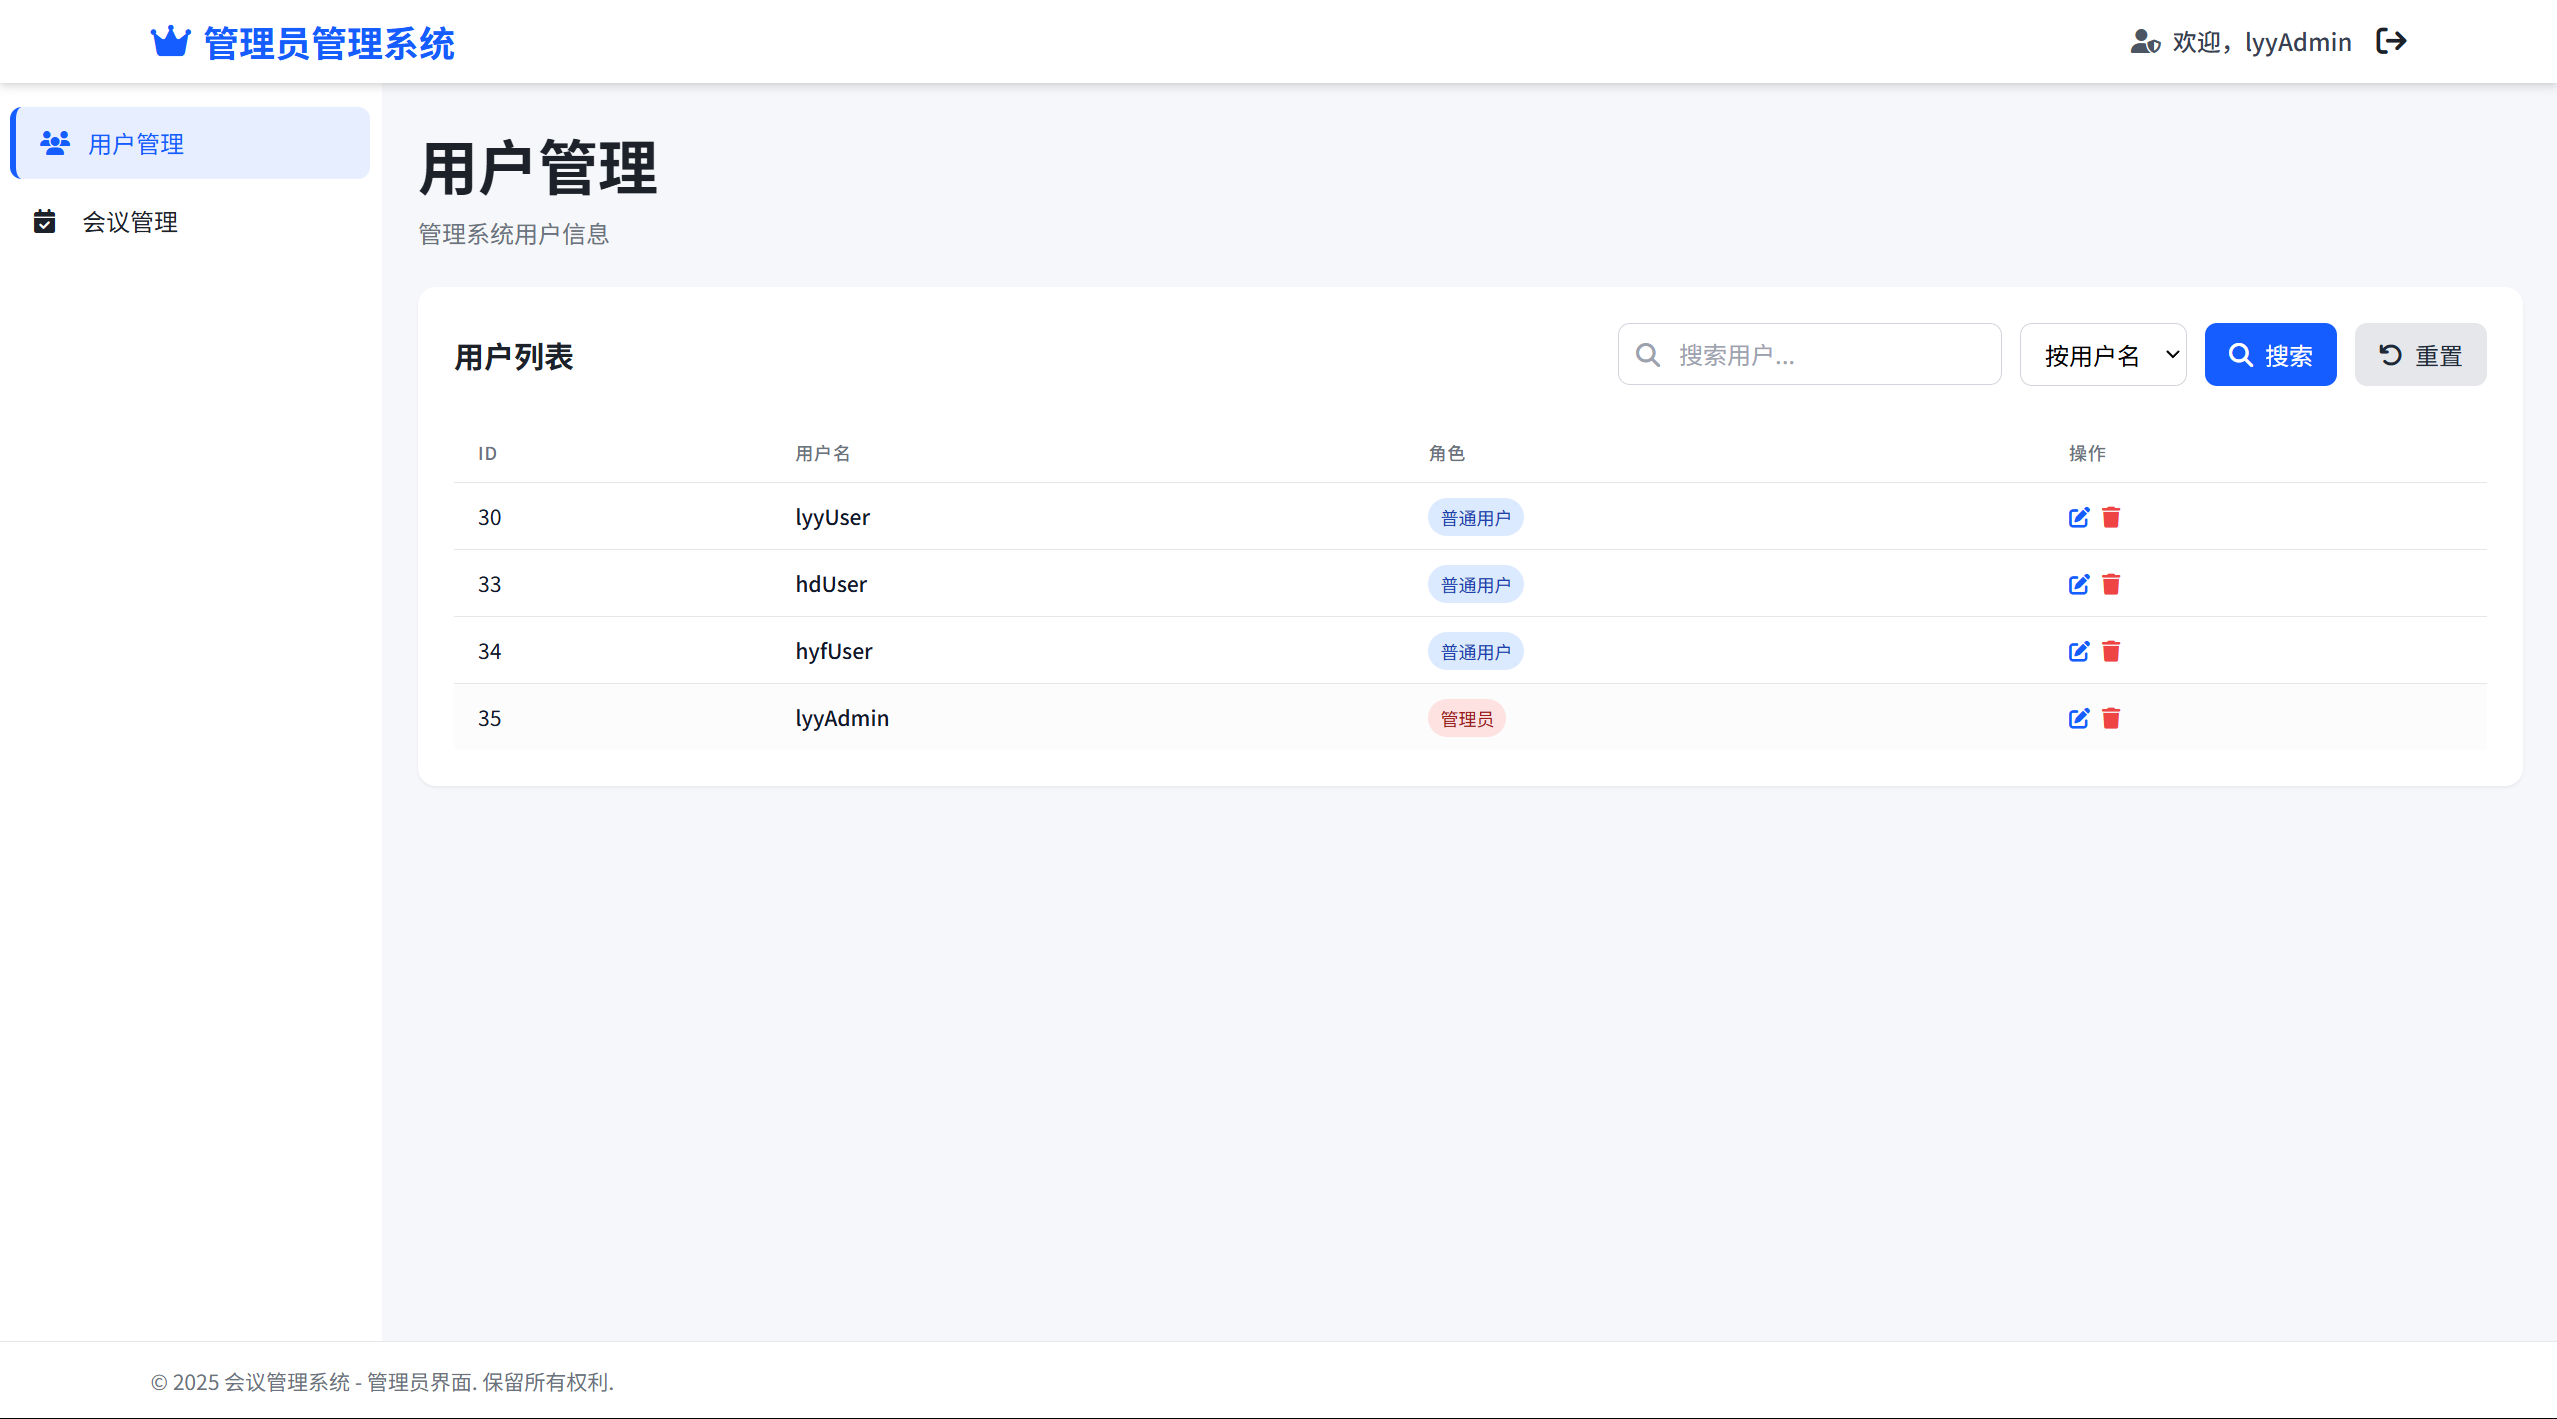 管理员管理系统
欢迎，lyyAdmin
用户管理
会议管理
用户管理
管理系统用户信息
用户列表
搜索用户...
按用户名
搜索
重置
ID 用户名 角色 操作
30 lyyUser 普通用户
33 hdUser 普通用户
34 hyfUser 普通用户
35 lyyAdmin 管理员
© 2025 会议管理系统 - 管理员界面. 保留所有权利.